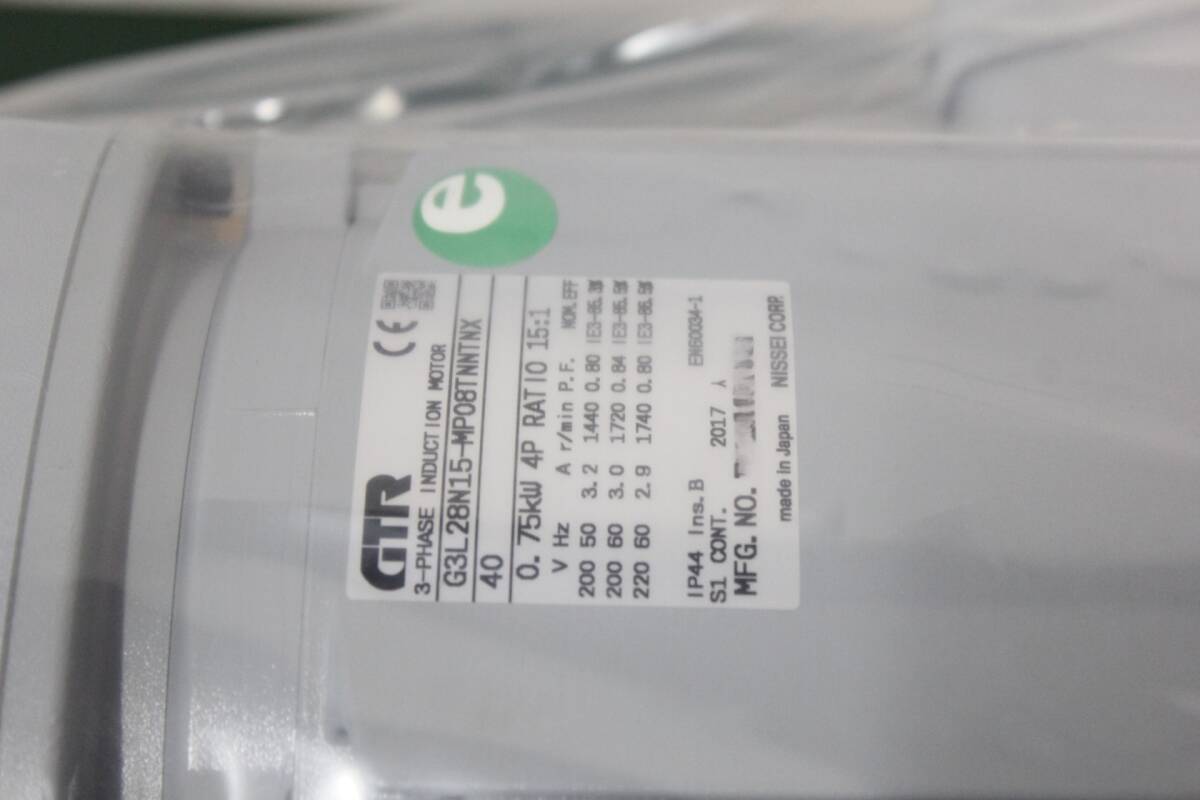 e
GTR CE
3-PHASE INDUCTION MOTOR
G3L28N15-MP08TNNTNX
40
0.75kW 4P RATIO 15:1
V Hz A r/min P.F. NOM.EFF
200 50 3.2 1440 0.80
200 60 3.0 1720 0.84
220 60 2.9 1740 0.80
IP44 Ins.B EN60034-1
S1 CONT. 2017
MFG. NO.
made in Japan NISSEI CORP.